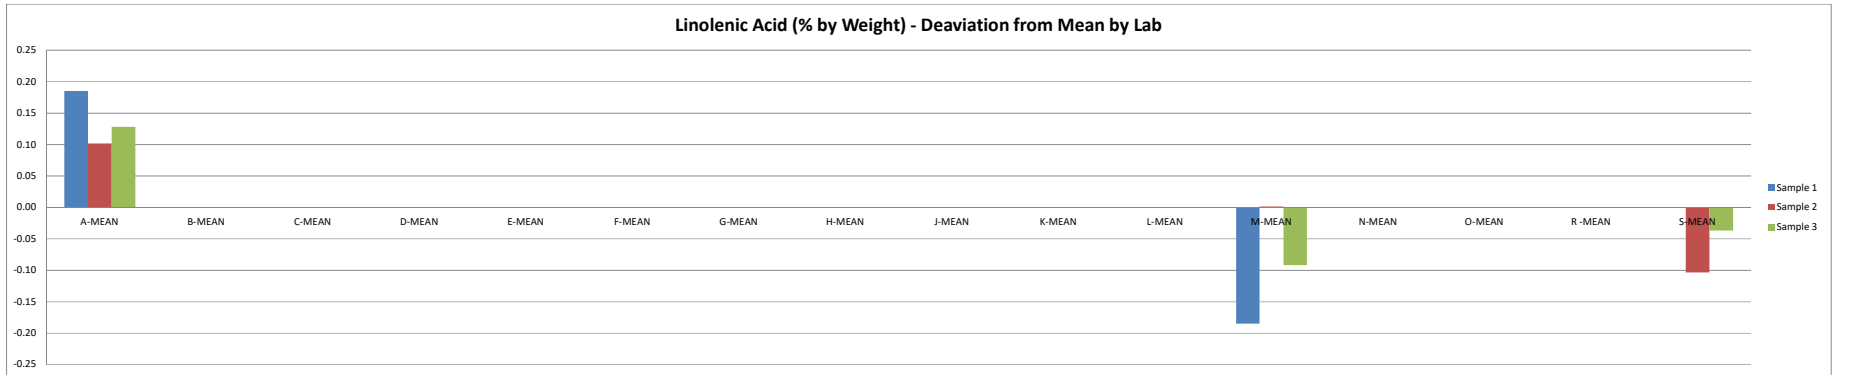 Linolenic Acid (% by Weight) - Deaviation from Mean by Lab
0.25
0.20
0.15
0.10
0.05
0.00
-0.05
-0.10
-0.15
-0.20
-0.25
A-MEAN B-MEAN C-MEAN D-MEAN E-MEAN F-MEAN G-MEAN H-MEAN J-MEAN K-MEAN L-MEAN M-MEAN N-MEAN O-MEAN R -MEAN S-MEAN
Sample 1
Sample 2
Sample 3